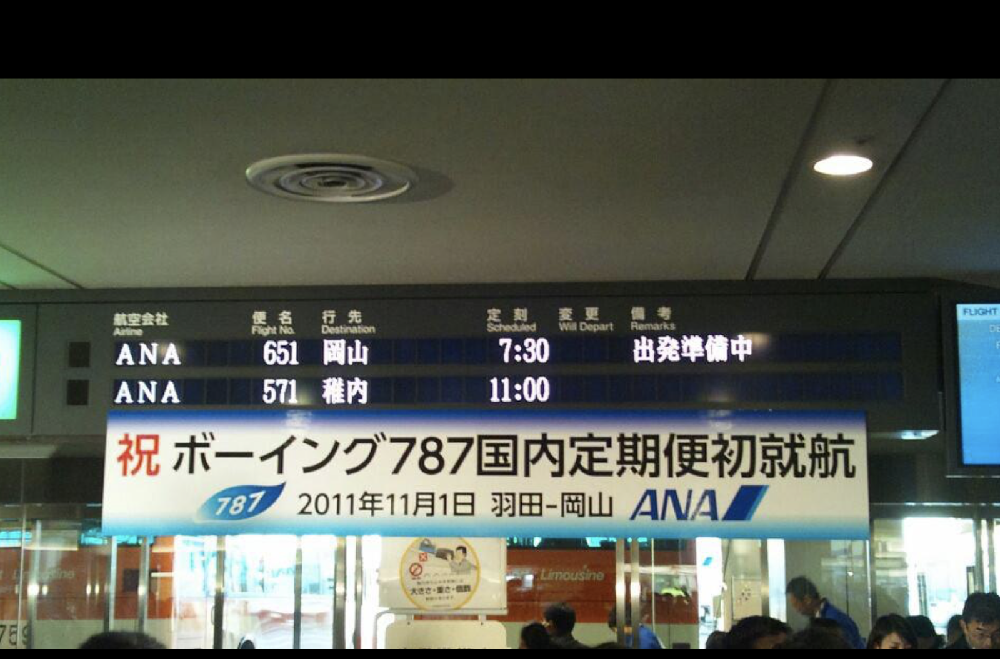 航空会社 便名 行先 定刻 変更 備考
Airline Flight No. Destination Scheduled Will Depart Remarks
ANA 651 岡山 7:30 出発準備中
ANA 571 稚内 11:00
FLIGHT
祝 ボーイング787国内定期便初就航
787 2011年11月1日 羽田-岡山 ANA
Limousine
Limousine
大きさ・重さ・個数
759